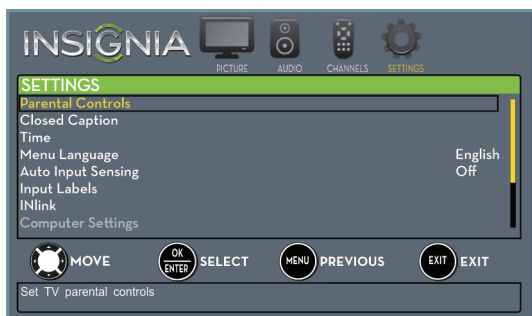 INSIGNIA
PICTURE AUDIO CHANNELS SETTINGS
SETTINGS
Parental Controls
Closed Caption
Time
Menu Language English
Auto Input Sensing Off
Input Labels
INlink
Computer Settings
MOVE OK ENTER SELECT MENU PREVIOUS EXIT EXIT
Set TV parental controls